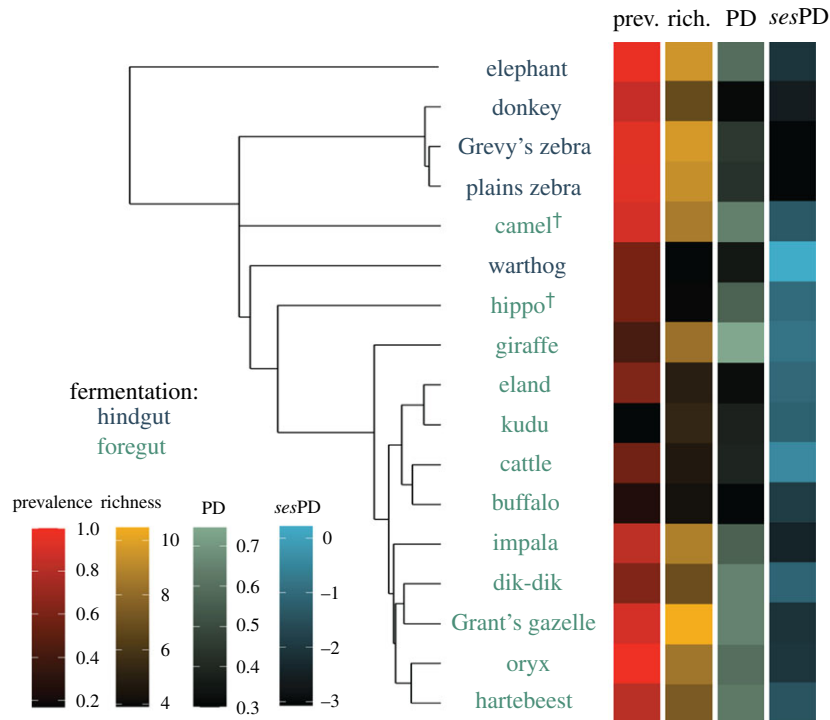 prev. rich. PD sesPD
elephant
donkey
Grevy's zebra
plains zebra
camel†
warthog
hippo†
giraffe
eland
kudu
cattle
buffalo
impala
dik-dik
Grant's gazelle
oryx
hartebeest
fermentation:
hindgut
foregut
prevalence richness PD sesPD
1.0
0.8
0.6
0.4
0.2
10
8
6
4
0.7
0.6
0.5
0.4
0.3
0
–1
–2
–3